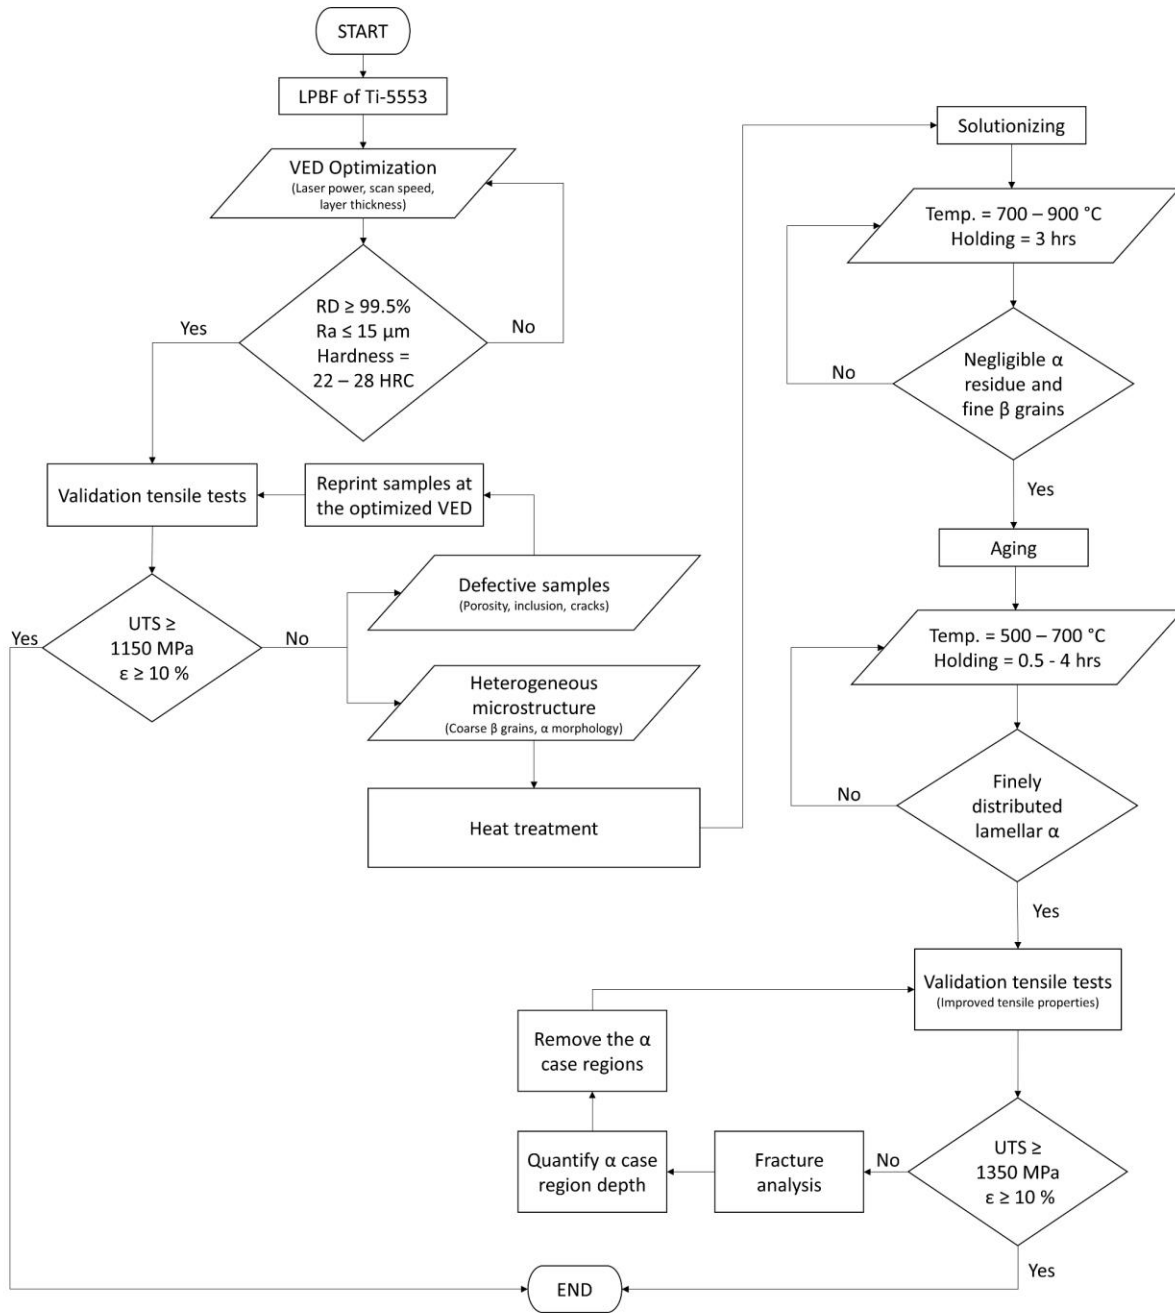 START
LPBF of Ti-5553
VED Optimization
(Laser power, scan speed,
layer thickness)
RD ≥ 99.5%
Ra ≤ 15 µm
Hardness =
22 – 28 HRC
Yes
No
Validation tensile tests
Reprint samples at
the optimized VED
UTS ≥
1150 MPa
ε ≥ 10 %
Yes
No
Defective samples
(Porosity, inclusion, cracks)
Heterogeneous
microstructure
(Coarse β grains, α morphology)
Heat treatment
Solutionizing
Temp. = 700 – 900 °C
Holding = 3 hrs
Negligible α
residue and
fine β grains
No
Yes
Aging
Temp. = 500 – 700 °C
Holding = 0.5 - 4 hrs
Finely
distributed
lamellar α
No
Yes
Validation tensile tests
(Improved tensile properties)
UTS ≥
1350 MPa
ε ≥ 10 %
No
Fracture
analysis
Quantify α case
region depth
Remove the α
case regions
Yes
END